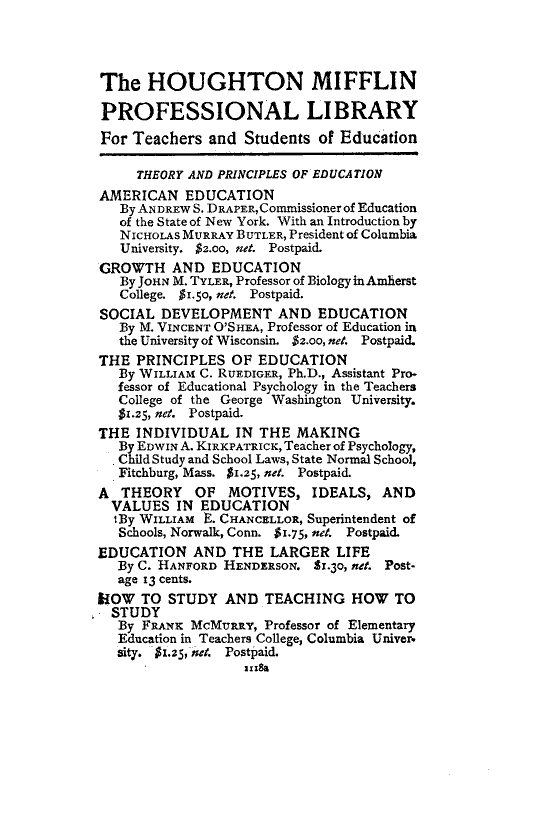 The HOUGHTON MIFFLIN
PROFESSIONAL LIBRARY
For Teachers and Students of Education
THEORY AND PRINCIPLES OF EDUCATION
AMERICAN EDUCATION
By ANDREW S. DRAPER, Commissioner of Education
of the State of New York. With an Introduction by
NICHOLAS MURRAY BUTLER, President of Columbia
University. $2.00, net. Postpaid.
GROWTH AND EDUCATION
By JOHN M. TYLER, Professor of Biology in Amherst
College. $1.50, net. Postpaid.
SOCIAL DEVELOPMENT AND EDUCATION
By M. VINCENT O'SHEA, Professor of Education in
the University of Wisconsin. $2.00, net. Postpaid.
THE PRINCIPLES OF EDUCATION
By WILLIAM C. RUEDIGER, Ph.D., Assistant Pro-
fessor of Educational Psychology in the Teachers
College of the George Washington University.
$1.25, net. Postpaid.
THE INDIVIDUAL IN THE MAKING
By EDWIN A. KIRKPATRICK, Teacher of Psychology,
Child Study and School Laws, State Normal School,
Fitchburg, Mass. $1.25, net. Postpaid.
A THEORY OF MOTIVES, IDEALS, AND
VALUES IN EDUCATION
By WILLIAM E. CHANCELLOR, Superintendent of
Schools, Norwalk, Conn. $1.75, net. Postpaid.
EDUCATION AND THE LARGER LIFE
By C. HANFORD HENDERSON. $1.30, net. Post-
age 13 cents.
HOW TO STUDY AND TEACHING HOW TO
STUDY
By FRANK MCMURRY, Professor of Elementary
Education in Teachers College, Columbia Univer-
sity. $1.25, net. Postpaid.
1118a